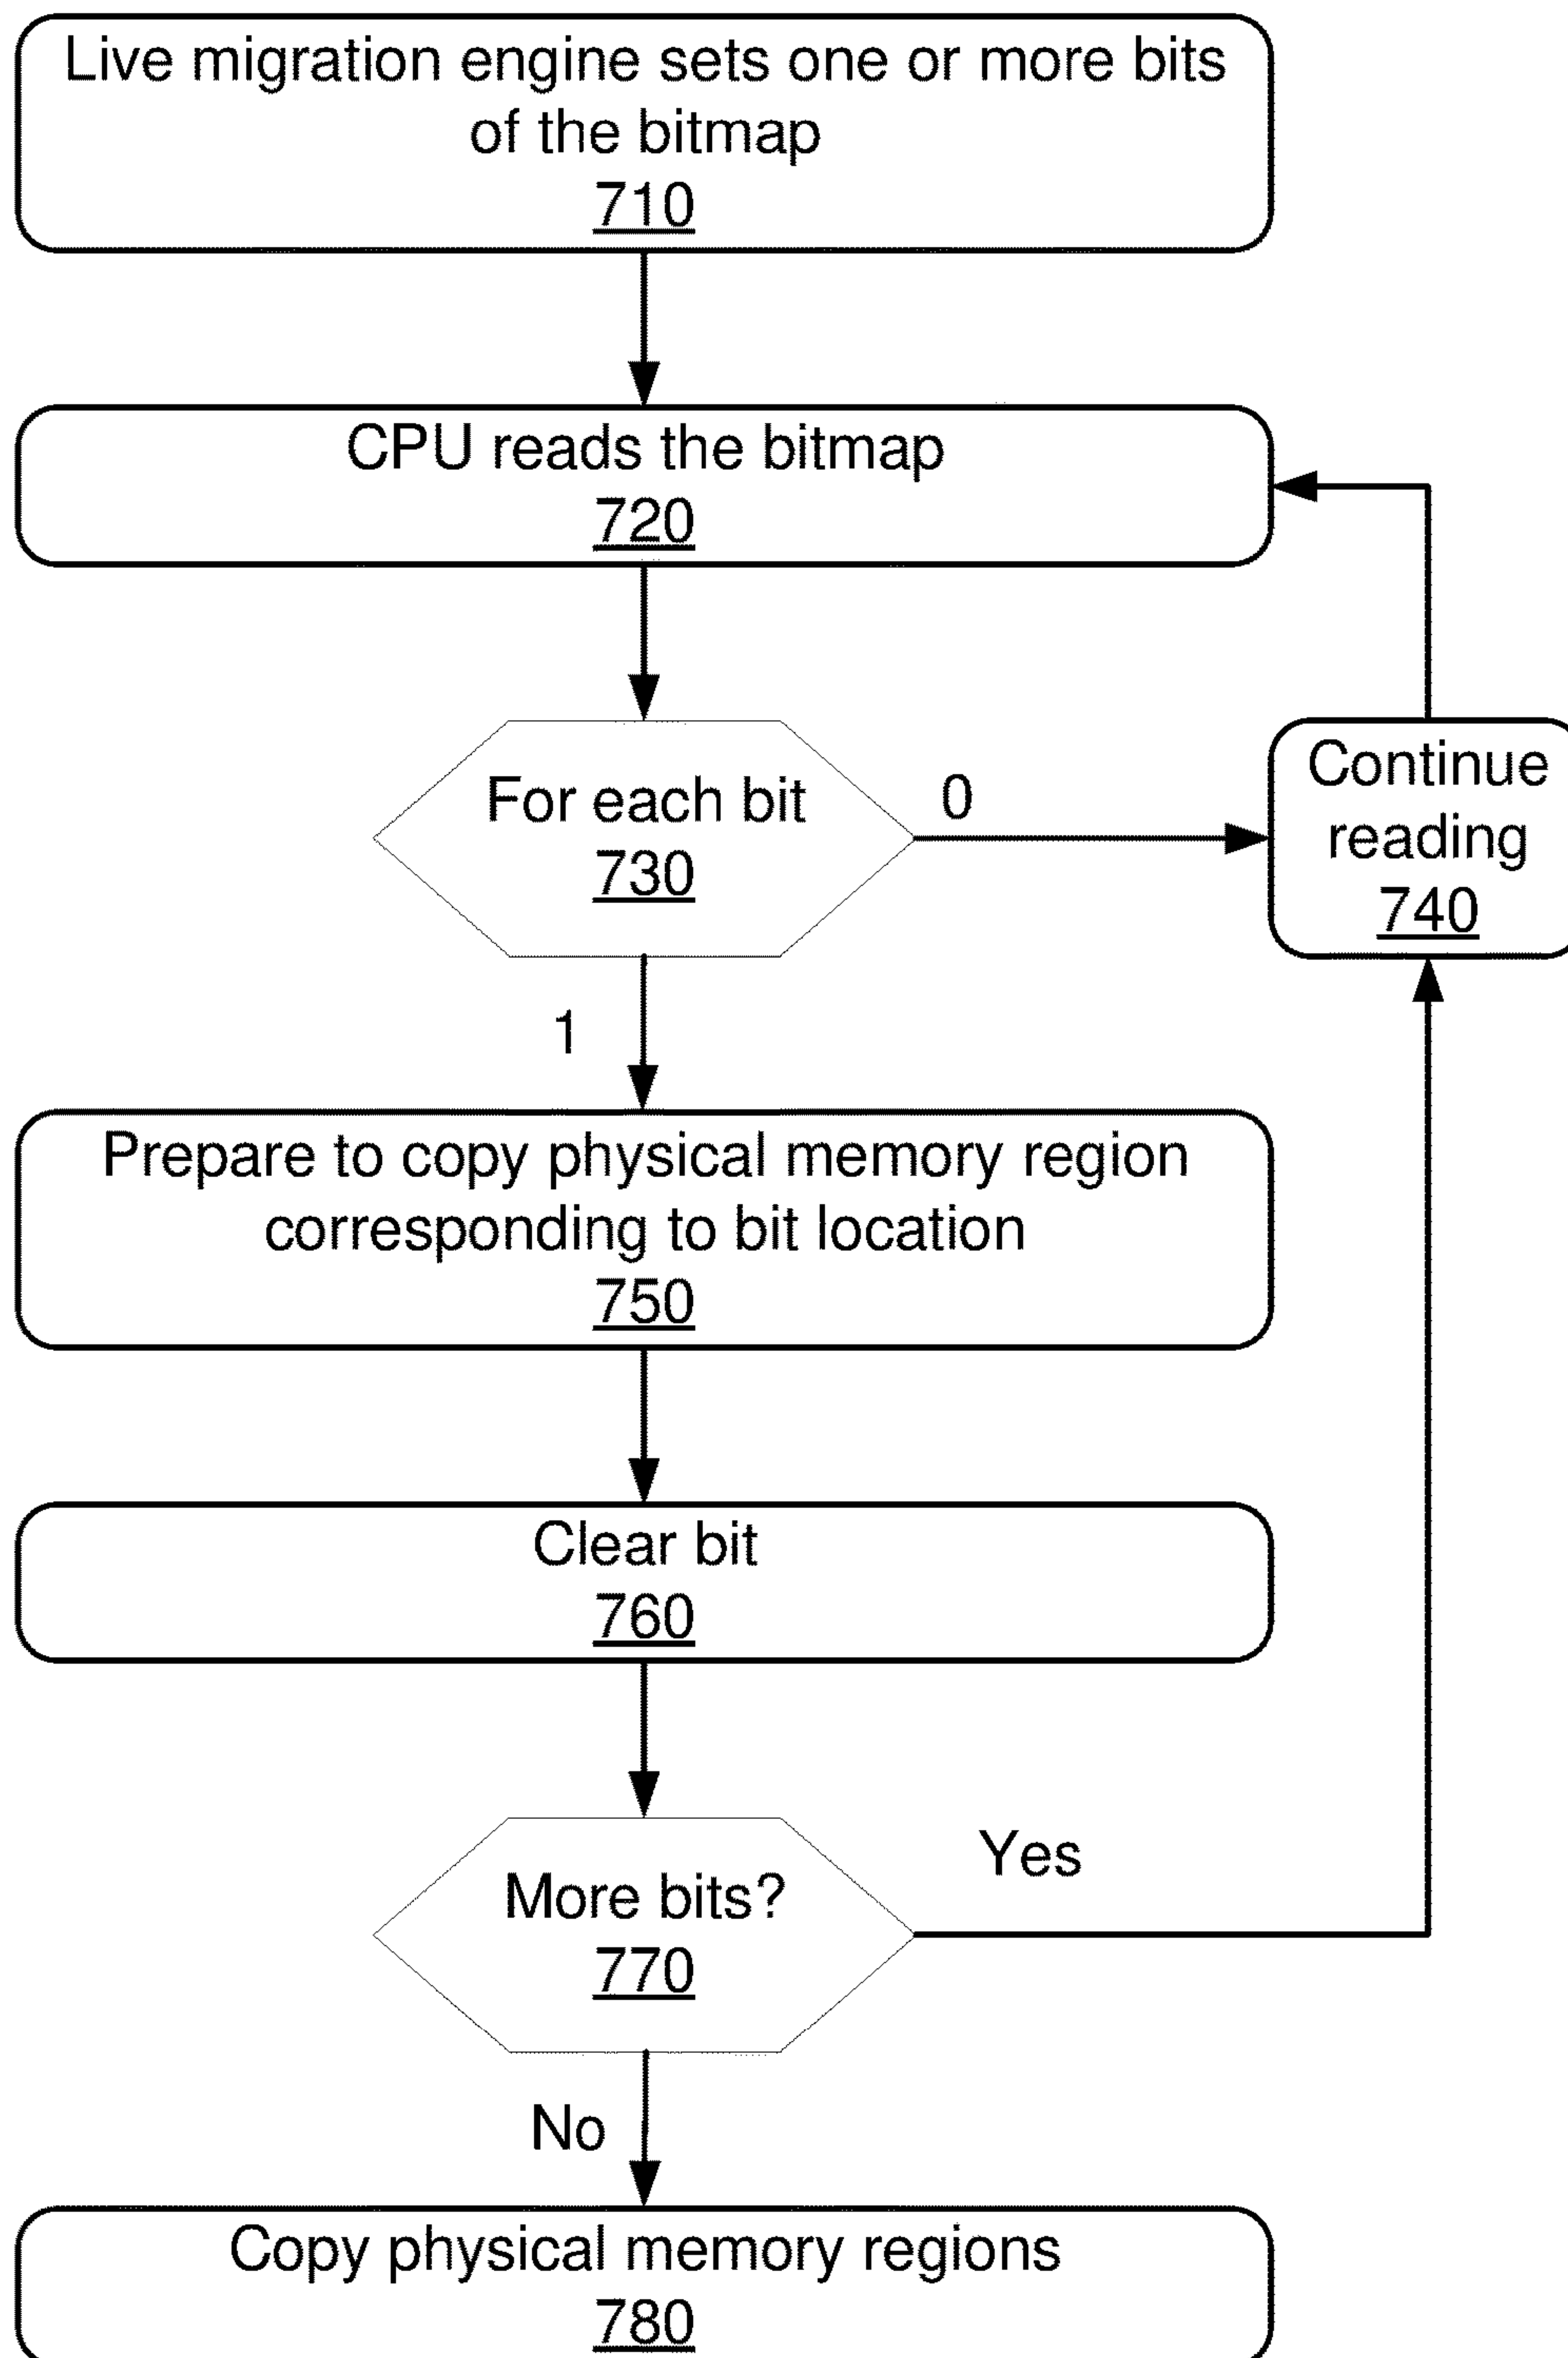 Live migration engine sets one or more bits
of the bitmap
710
CPU reads the bitmap
720
For each bit
730
0
Continue
reading
740
1
Prepare to copy physical memory region
corresponding to bit location
750
Clear bit
760
More bits?
770
Yes
No
Copy physical memory regions
780